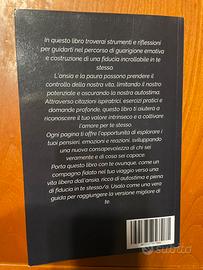 In questo libro troverai strumenti e riflessioni
per guidarti nel percorso di guarigione emotiva
e costruzione di una fiducia incrollabile in te
stesso
L'ansia e la paura possono prendere il
controllo della nostra vita, limitando il nostro
potenziale e oscurando la nostra autostima.
Attraverso citazioni ispiratrici, esercizi pratici e
domande profonde, questo libro ti aiuterà a
riconoscere il tuo valore intrinseco e a coltivare
l'amore per te stesso.
Ogni pagina ti offre l'opportunità di esplorare i
tuoi pensieri, emozioni e reazioni, sviluppando
una nuova consapevolezza di chi sei
veramente e di cosa sei capace
Porta questo libro con te ovunque, come un
compagno fidato nel tuo viaggio verso una
vita libera dall'ansia, ricca di autostima e piena
di fiducia in te stesso/a. Usalo come una vera
guida per raggiungere la versione migliore di
te.
subito